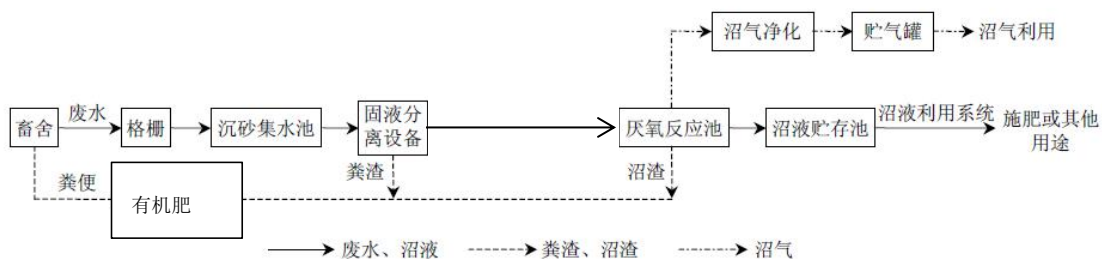 沼气净化
贮气罐
沼气利用
畜舍
废水
格栅
沉砂集水池
固液分
离设备
厌氧反应池
沼液贮存池
沼液利用系统
施肥或其他
用途
粪便
有机肥
粪渣
沼渣
废水、沼液
粪渣、沼渣
沼气